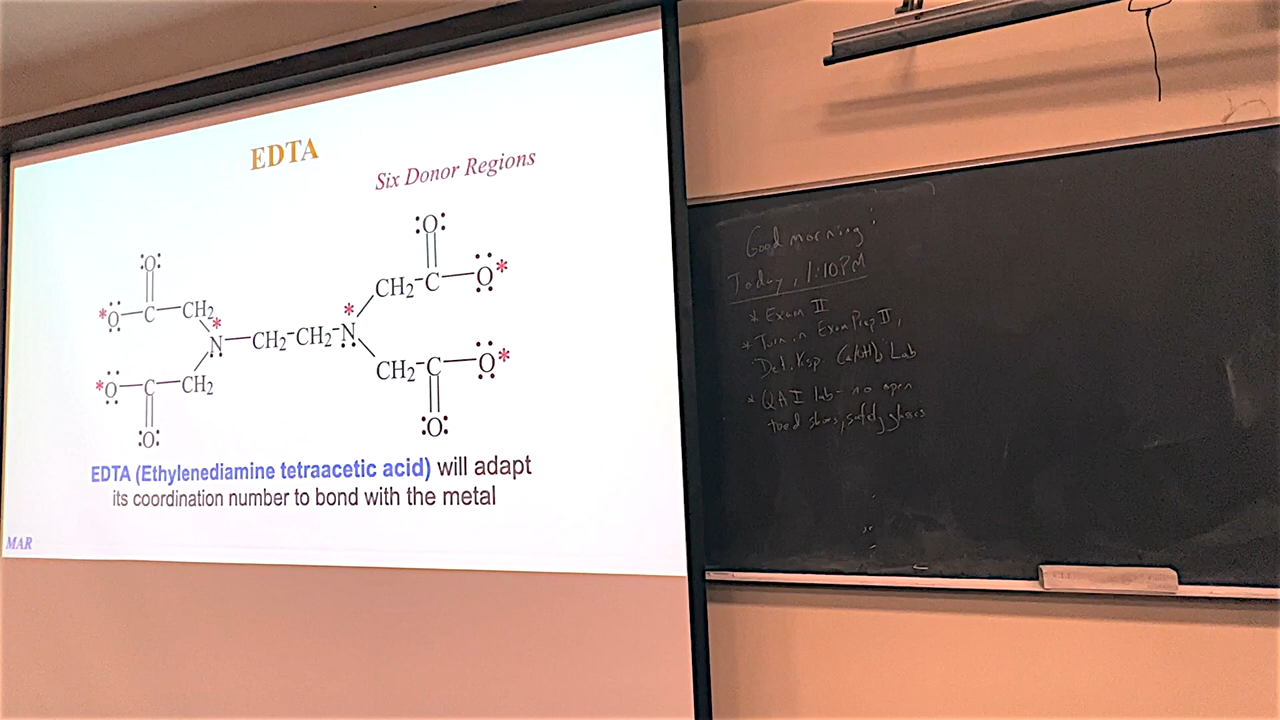 EDTA
Six Donor Regions
:O:
:O:
*O—C—CH2
CH2-C—O*
*
*
N—CH2-CH2-N:
*O—C—CH2
CH2-C—O*
:O:
:O:
EDTA (Ethylenediamine tetraacetic acid) will adapt
its coordination number to bond with the metal
MAR
Good morning!
Today, 1:10PM
* Exam II
* Turn in Exam Prep II,
Det. Ksp Ca(OH)2 Lab
* QA I lab - no open
toed shoes, safety glasses